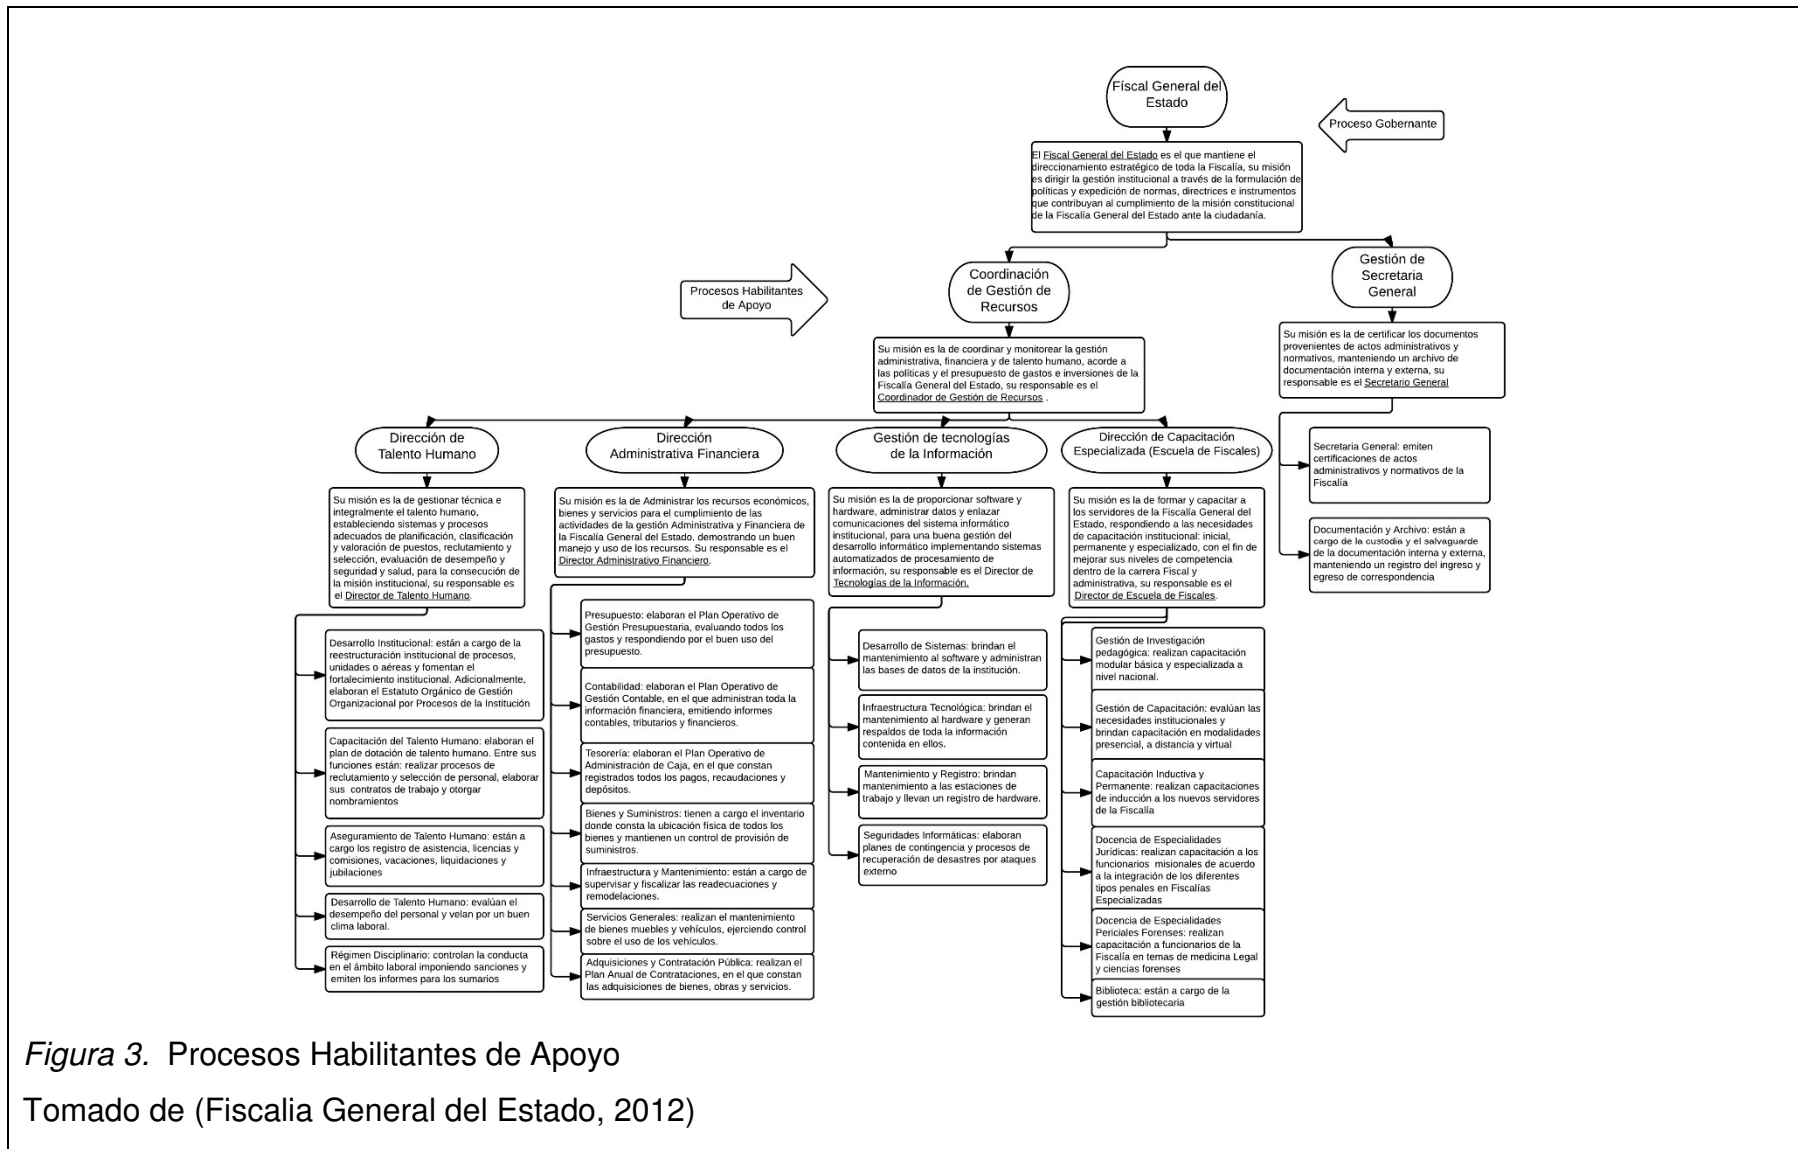 Físcal General del
Estado
Proceso Gobernante
El Fiscal General del Estado es el que mantiene el
direccionamiento estratégico de toda la Fiscalía, su misión
es dirigir la gestión institucional a través de la formulación de
políticas y expedición de normas, directrices e instrumentos
que contribuyan al cumplimiento de la misión constitucional
de la Fiscalía General del Estado ante la ciudadanía.
Procesos Habilitantes
de Apoyo
Coordinación
de Gestión de
Recursos
Gestión de
Secretaria
General
Su misión es la de coordinar y monitorear la gestión
administrativa, financiera y de talento humano, acorde a
las políticas y el presupuesto de gastos e inversiones de la
Fiscalía General del Estado, su responsable es el
Coordinador de Gestión de Recursos .
Su misión es la de certificar los documentos
provenientes de actos administrativos y
normativos, manteniendo un archivo de
documentación interna y externa, su
responsable es el Secretario General
Secretaria General: emiten
certificaciones de actos
administrativos y normativos de la
Fiscalía
Documentación y Archivo: están a
cargo de la custodia y el salvaguarde
de la documentación interna y externa,
manteniendo un registro del ingreso y
egreso de correspondencia
Dirección de
Talento Humano
Su misión es la de gestionar técnica e
integralmente el talento humano,
estableciendo sistemas y procesos
adecuados de planificación, clasificación
y valoración de puestos, reclutamiento y
selección, evaluación de desempeño y
seguridad y salud, para la consecución de
la misión institucional, su responsable es
el Director de Talento Humano.
Desarrollo Institucional: están a cargo de la
reestructuración institucional de procesos,
unidades o aéreas y fomentan el
fortalecimiento institucional. Adicionalmente,
elaboran el Estatuto Orgánico de Gestión
Organizacional por Procesos de la Institución
Capacitación del Talento Humano: elaboran el
plan de dotación de talento humano. Entre sus
funciones están: realizar procesos de
reclutamiento y selección de personal, elaborar
sus contratos de trabajo y otorgar
nombramientos
Aseguramiento de Talento Humano: están a
cargo los registro de asistencia, licencias y
comisiones, vacaciones, liquidaciones y
jubilaciones
Desarrollo de Talento Humano: evalúan el
desempeño del personal y velan por un buen
clima laboral.
Régimen Disciplinario: controlan la conducta
en el ámbito laboral imponiendo sanciones y
emiten los informes para los sumarios
Dirección
Administrativa Financiera
Su misión es la de Administrar los recursos económicos,
bienes y servicios para el cumplimiento de las
actividades de la gestión Administrativa y Financiera de
la Fiscalía General del Estado, demostrando un buen
manejo y uso de los recursos. Su responsable es el
Director Administrativo Financiero.
Presupuesto: elaboran el Plan Operativo de
Gestión Presupuestaria, evaluando todos los
gastos y respondiendo por el buen uso del
presupuesto.
Contabilidad: elaboran el Plan Operativo de
Gestión Contable, en el que administran toda la
información financiera, emitiendo informes
contables, tributarios y financieros.
Tesorería: elaboran el Plan Operativo de
Administración de Caja, en el que constan
registrados todos los pagos, recaudaciones y
depósitos.
Bienes y Suministros: tienen a cargo el inventario
donde consta la ubicación física de todos los
bienes y mantienen un control de provisión de
suministros.
Infraestructura y Mantenimiento: están a cargo de
supervisar y fiscalizar las readecuaciones y
remodelaciones.
Servicios Generales: realizan el mantenimiento
de bienes muebles y vehículos, ejerciendo control
sobre el uso de los vehículos.
Adquisiciones y Contratación Pública: realizan el
Plan Anual de Contrataciones, en el que constan
las adquisiciones de bienes, obras y servicios.
Gestión de tecnologías
de la Información
Su misión es la de proporcionar software y
hardware, administrar datos y enlazar
comunicaciones del sistema informático
institucional, para una buena gestión del
desarrollo informático implementando sistemas
automatizados de procesamiento de
información, su responsable es el Director de
Tecnologías de la Información.
Desarrollo de Sistemas: brindan el
mantenimiento al software y administran
las bases de datos de la institución.
Infraestructura Tecnológica: brindan el
mantenimiento al hardware y generan
respaldos de toda la información
contenida en ellos.
Mantenimiento y Registro: brindan
mantenimiento a las estaciones de
trabajo y llevan un registro de hardware.
Seguridades Informáticas: elaboran
planes de contingencia y procesos de
recuperación de desastres por ataques
externo
Dirección de Capacitación
Especializada (Escuela de Fiscales)
Su misión es la de formar y capacitar a
los servidores de la Fiscalía General del
Estado, respondiendo a las necesidades
de capacitación institucional: inicial,
permanente y especializado, con el fin de
mejorar sus niveles de competencia
dentro de la carrera Fiscal y
administrativa, su responsable es el
Director de Escuela de Fiscales.
Gestión de Investigación
pedagógica: realizan capacitación
modular básica y especializada a
nivel nacional.
Gestión de Capacitación: evalúan las
necesidades institucionales y
brindan capacitación en modalidades
presencial, a distancia y virtual
Capacitación Inductiva y
Permanente: realizan capacitaciones
de inducción a los nuevos servidores
de la Fiscalía
Docencia de Especialidades
Jurídicas: realizan capacitación a los
funcionarios misionales de acuerdo
a la integración de los diferentes
tipos penales en Fiscalías
Especializadas
Docencia de Especialidades
Periciales Forenses: realizan
capacitación a funcionarios de la
Fiscalía en temas de medicina Legal
y ciencias forenses
Biblioteca: están a cargo de la
gestión bibliotecaria
Figura 3. Procesos Habilitantes de Apoyo
Tomado de (Fiscalia General del Estado, 2012)